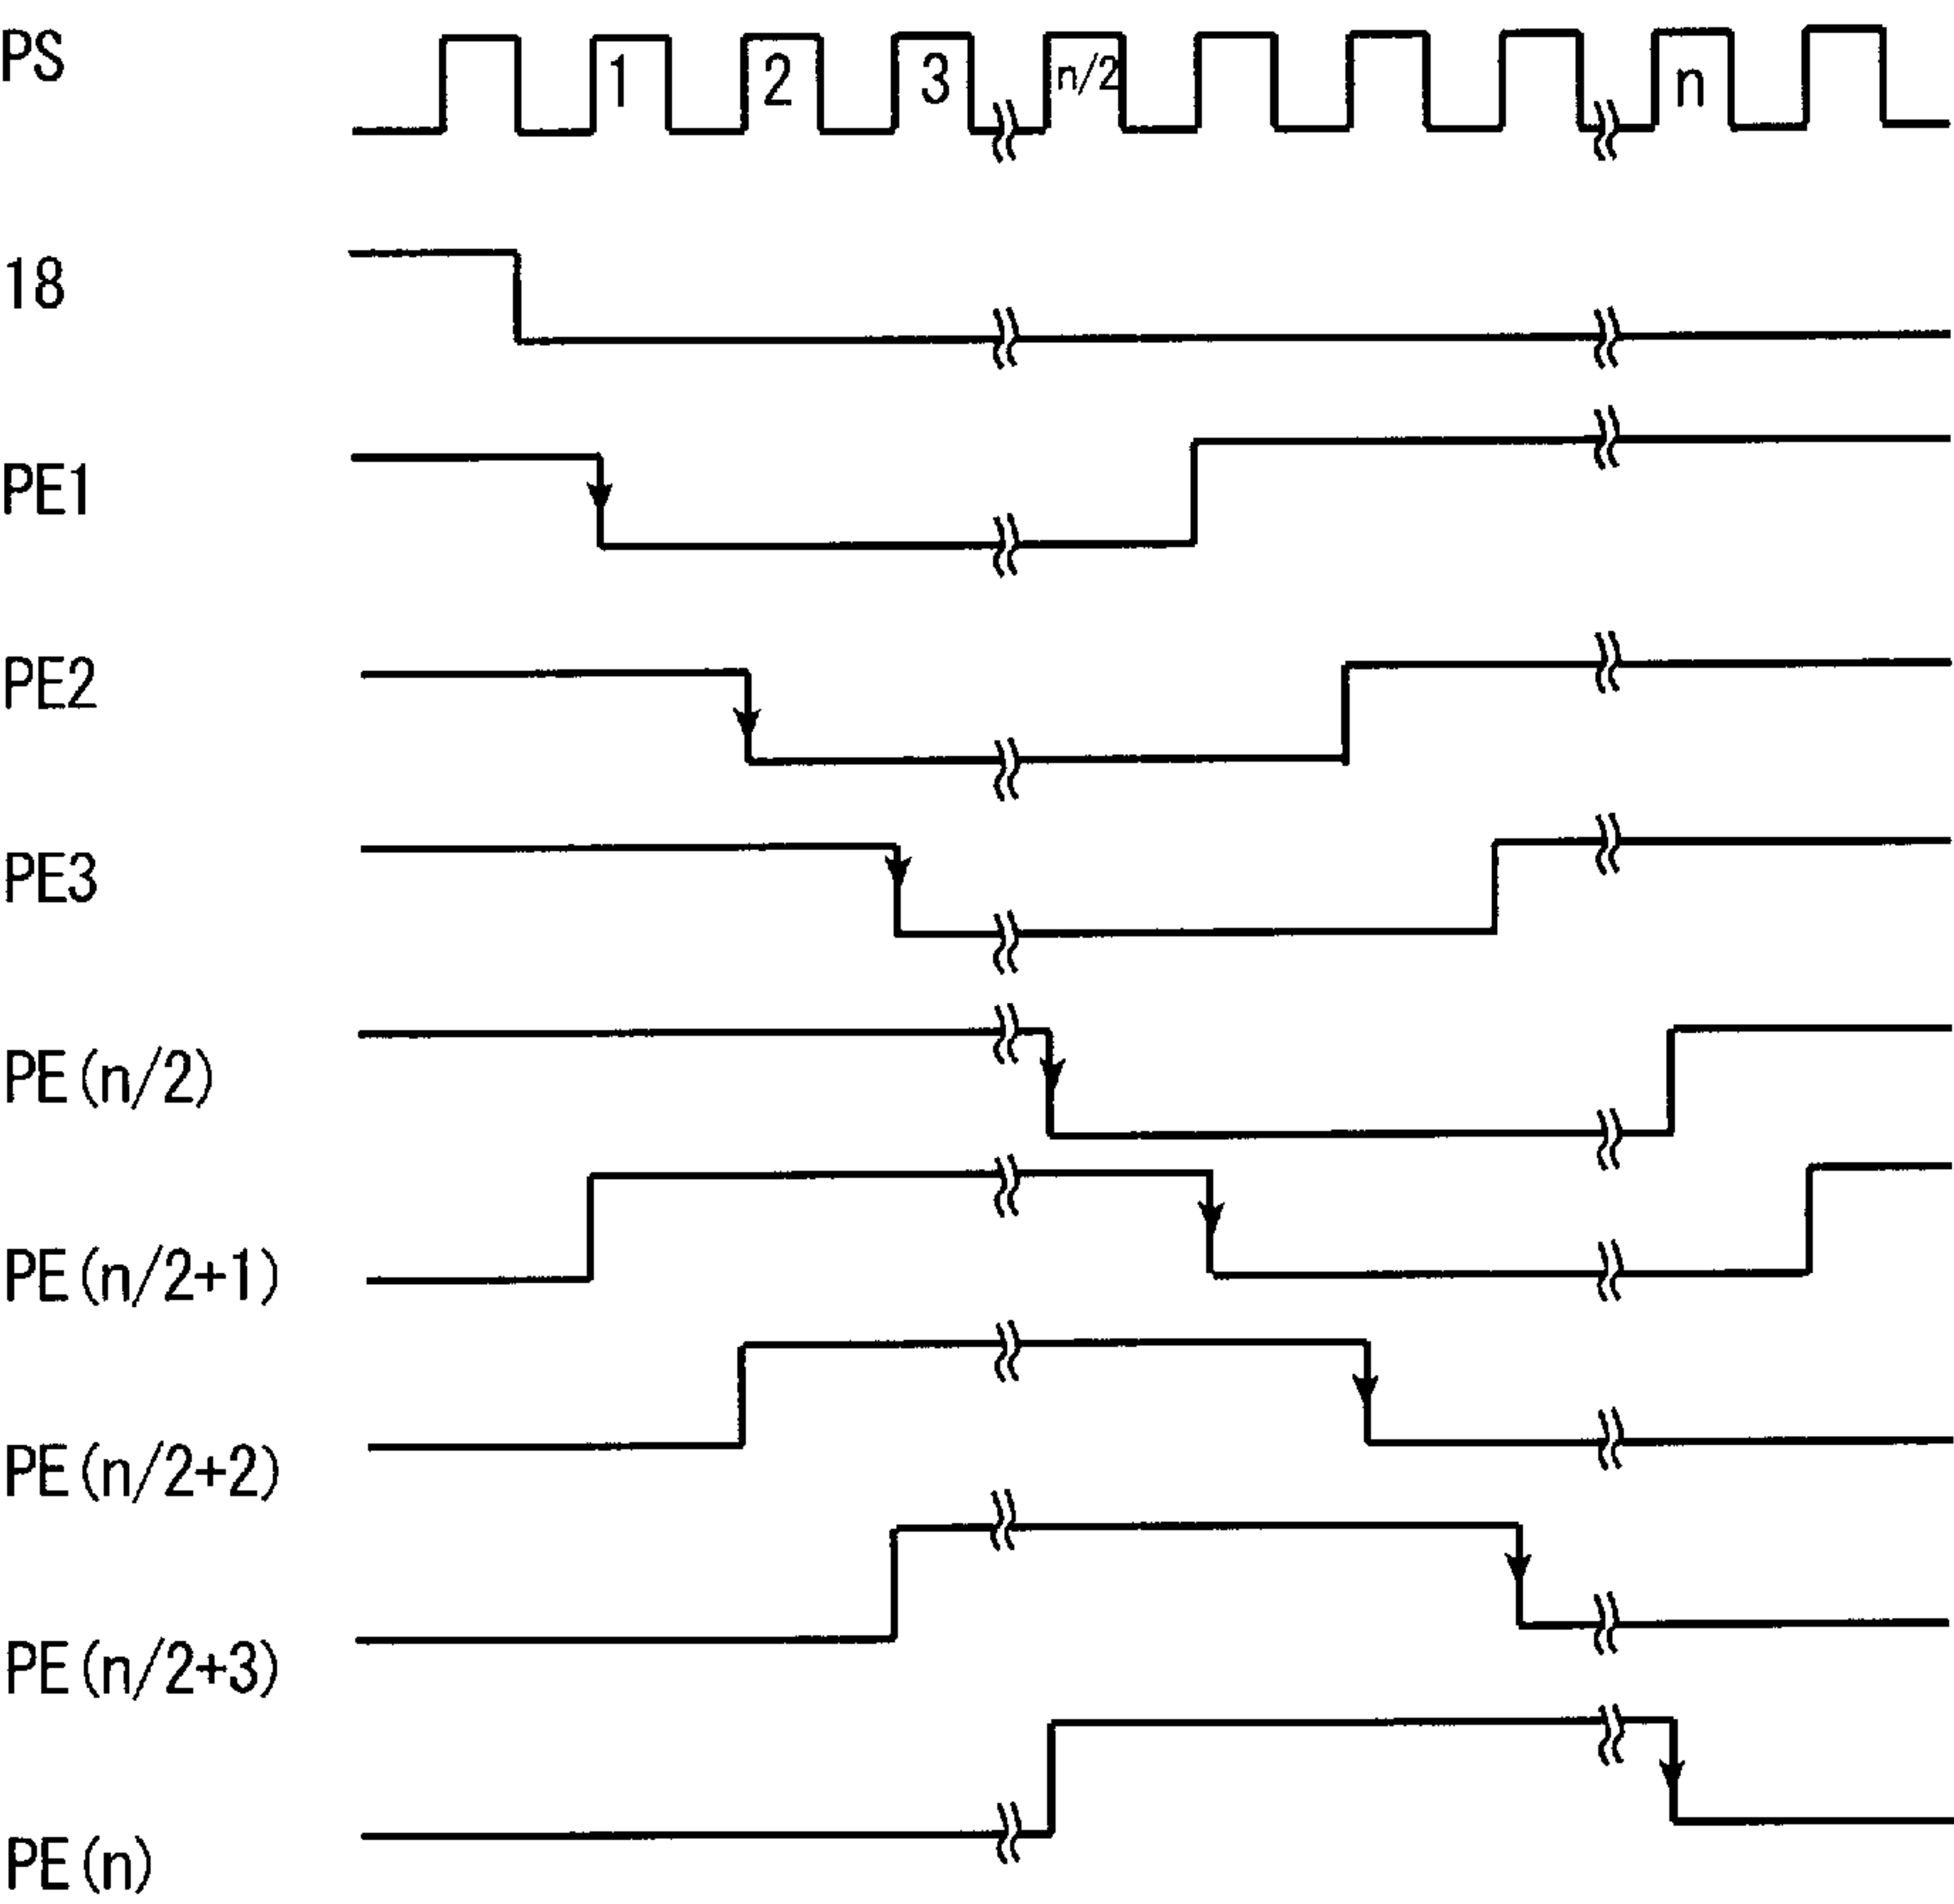 PS 1 2 3 n/2 n
18
PE1
PE2
PE3
PE(n/2)
PE(n/2+1)
PE(n/2+2)
PE(n/2+3)
PE(n)